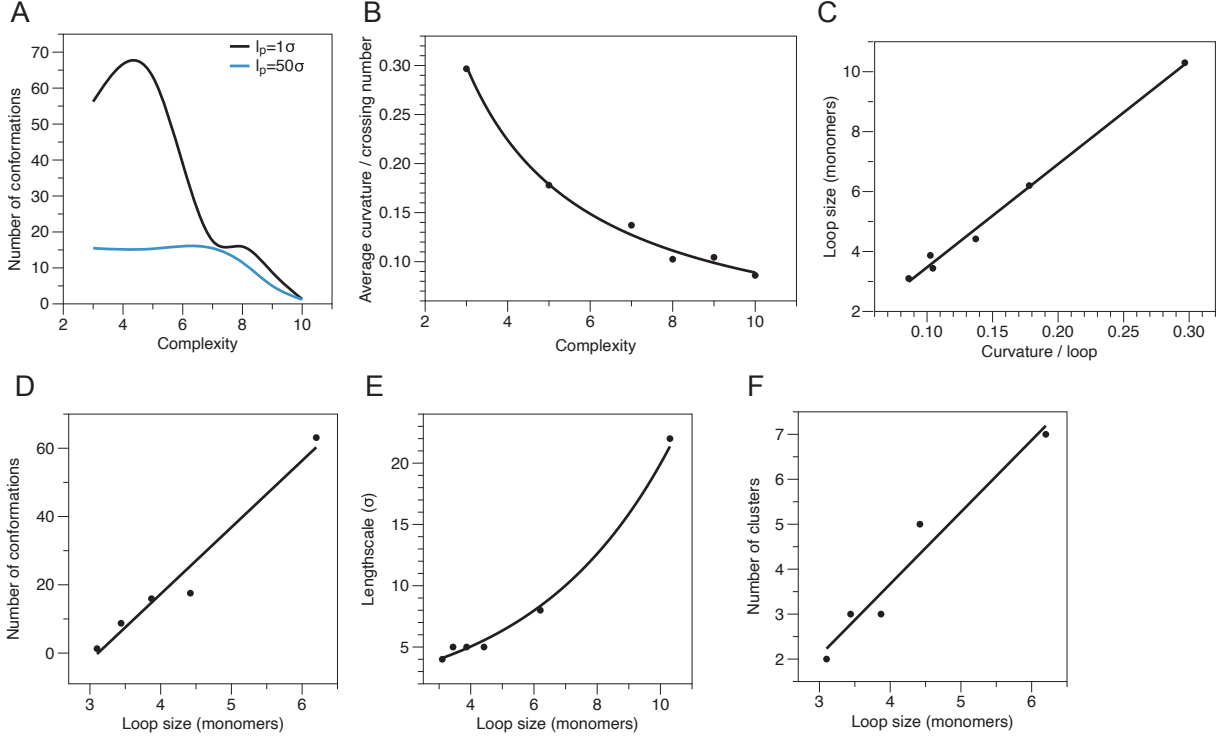 A
Number of conformations
70
60
50
40
30
20
10
0
2
4
6
8
10
Complexity
lp=1σ
lp=50σ
B
Average curvature / crossing number
0.30
0.25
0.20
0.15
0.10
2
4
6
8
10
Complexity
C
Loop size (monomers)
10
8
6
4
2
0.10
0.15
0.20
0.25
0.30
Curvature / loop
D
Number of conformations
60
40
20
0
3
4
5
6
Loop size (monomers)
E
Lengthscale (σ)
20
15
10
5
4
6
8
10
Loop size (monomers)
F
Number of clusters
7
6
5
4
3
2
3
4
5
6
Loop size (monomers)